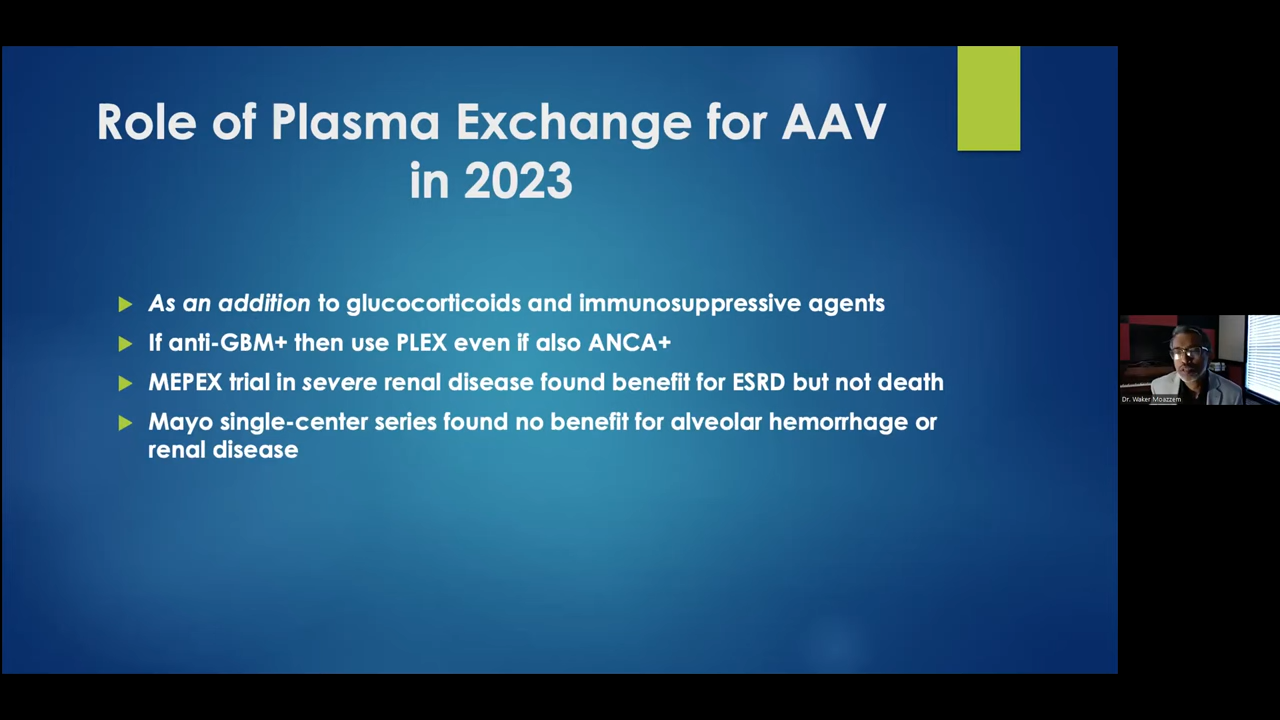 Role of Plasma Exchange for AAV
in 2023
As an addition to glucocorticoids and immunosuppressive agents
If anti-GBM+ then use PLEX even if also ANCA+
MEPEX trial in severe renal disease found benefit for ESRD but not death
Mayo single-center series found no benefit for alveolar hemorrhage or
renal disease
Dr. Waker Moazzem